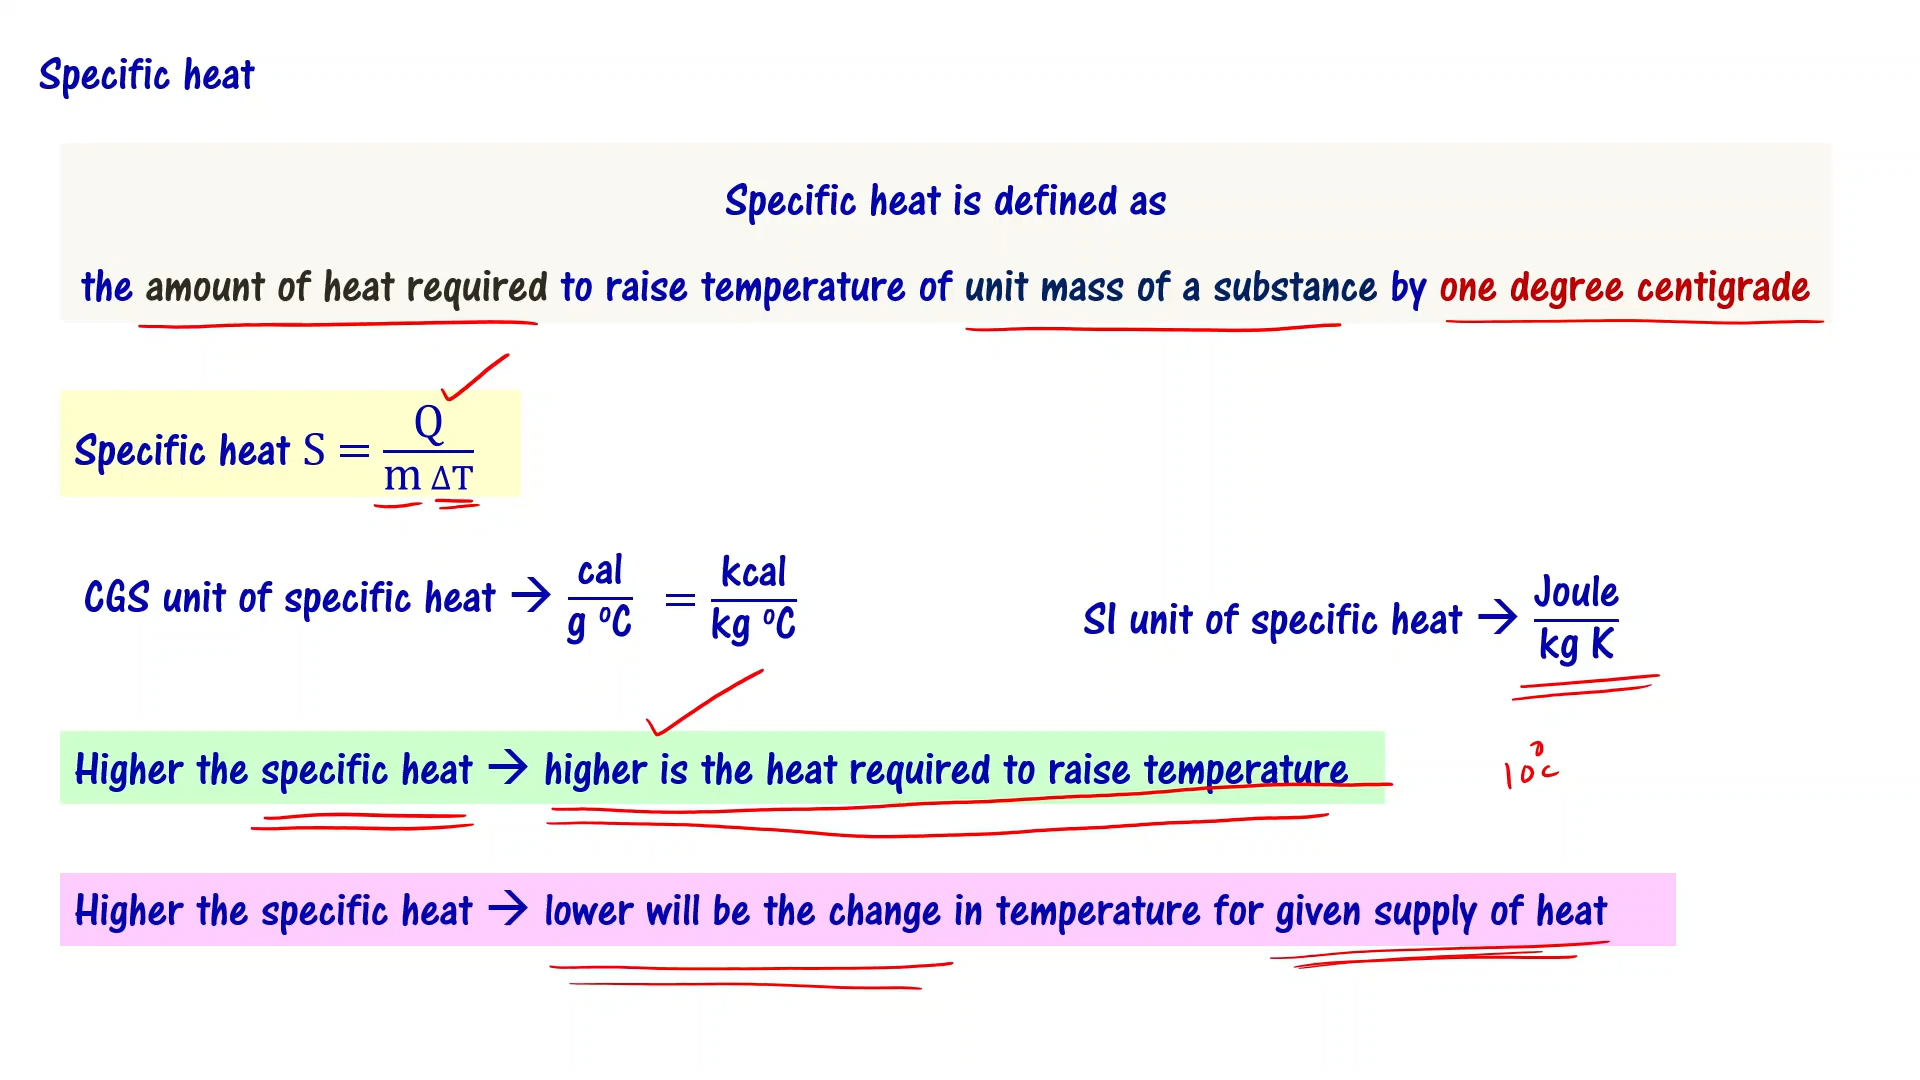 Specific heat
Specific heat is defined as
the amount of heat required to raise temperature of unit mass of a substance by one degree centigrade
Specific heat S = Q / m ΔT
CGS unit of specific heat → cal / g °C = kcal / kg °C
SI unit of specific heat → Joule / kg K
Higher the specific heat → higher is the heat required to raise temperature
10°C
Higher the specific heat → lower will be the change in temperature for given supply of heat